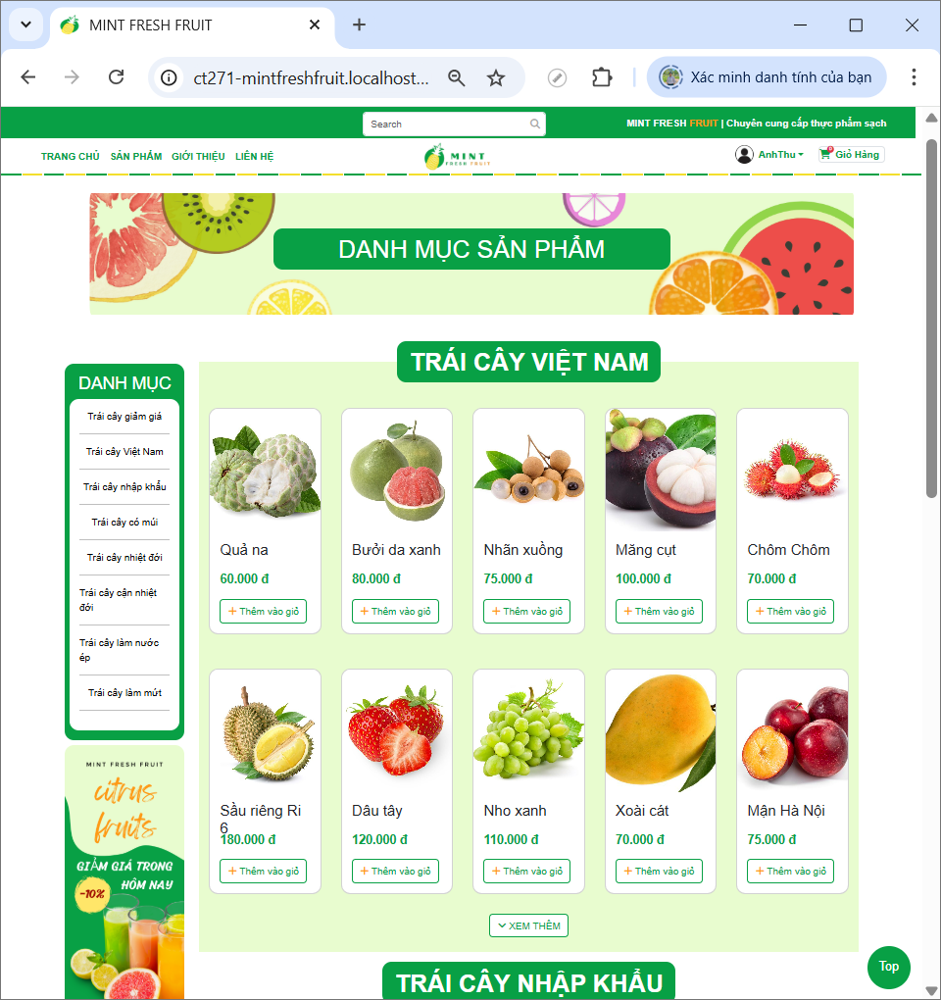 MINT FRESH FRUIT
ct271-mintfreshfruit.localhost...
Xác minh danh tính của bạn
Search
MINT FRESH FRUIT | Chuyên cung cấp thực phẩm sạch
TRANG CHỦ SẢN PHẨM GIỚI THIỆU LIÊN HỆ
MINT
FRESH FRUIT
AnhThu
0
Giỏ Hàng
DANH MỤC SẢN PHẨM
DANH MỤC
Trái cây giảm giá
Trái cây Việt Nam
Trái cây nhập khẩu
Trái cây có múi
Trái cây nhiệt đới
Trái cây cận nhiệt
đới
Trái cây làm nước
ép
Trái cây làm mứt
MINT FRESH FRUIT
citrus
fruits
GIẢM GIÁ TRONG
HÔM NAY
-10%
TRÁI CÂY VIỆT NAM
Quả na
60.000 đ
+ Thêm vào giỏ
Bưởi da xanh
80.000 đ
+ Thêm vào giỏ
Nhãn xuồng
75.000 đ
+ Thêm vào giỏ
Măng cụt
100.000 đ
+ Thêm vào giỏ
Chôm Chôm
70.000 đ
+ Thêm vào giỏ
Sầu riêng Ri
6
180.000 đ
+ Thêm vào giỏ
Dâu tây
120.000 đ
+ Thêm vào giỏ
Nho xanh
110.000 đ
+ Thêm vào giỏ
Xoài cát
70.000 đ
+ Thêm vào giỏ
Mận Hà Nội
75.000 đ
+ Thêm vào giỏ
XEM THÊM
TRÁI CÂY NHẬP KHẨU
Top